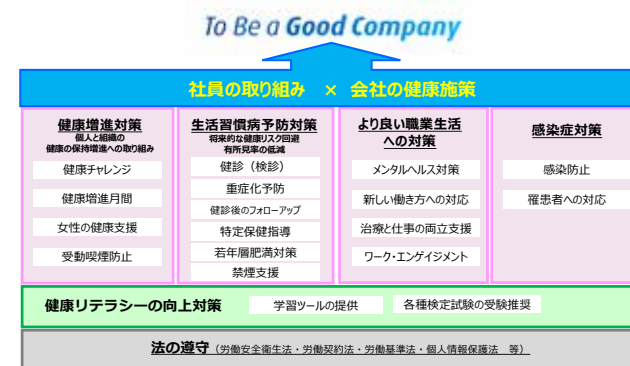 To Be a Good Company
社員の取り組み × 会社の健康施策
健康増進対策
個人と組織の
健康の保持増進への取り組み
健康チャレンジ
健康増進月間
女性の健康支援
受動喫煙防止
生活習慣病予防対策
将来的な健康リスク回避
有所見率の低減
健診（検診）
重症化予防
健診後のフォローアップ
特定保健指導
若年層肥満対策
禁煙支援
より良い職業生活
への対策
メンタルヘルス対策
新しい働き方への対応
治療と仕事の両立支援
ワーク・エンゲイジメント
感染症対策
感染防止
罹患者への対応
健康リテラシーの向上対策
学習ツールの提供
各種検定試験の受験推奨
法の遵守（労働安全衛生法・労働契約法・労働基準法・個人情報保護法　等）